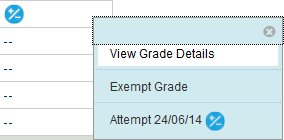 --
View Grade Details
--
Exempt Grade
--
Attempt 24/06/14
--